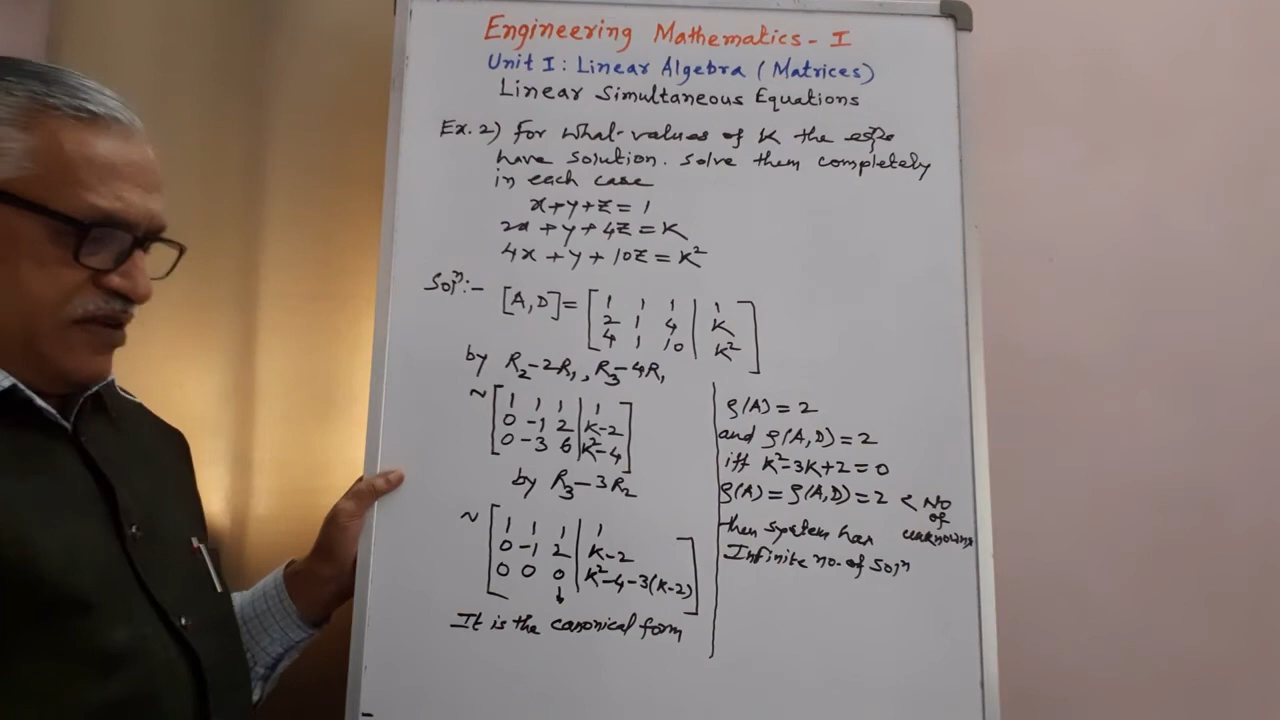 Engineering Mathematics - I
Unit I : Linear Algebra (Matrices)
Linear Simultaneous Equations
Ex. 2) for what values of K the eqns
have solution. Solve them completely
in each case
x+y+z = 1
2x + y + 4z = K
4x + y + 10z = K²
Solⁿ :-
[A,D] = [ 1 1 1 | 1
2 1 4 | K
4 1 10 | K² ]
by R₂-2R₁ , R₃-4R₁
~ [ 1 1 1 | 1
0 -1 2 | K-2
0 -3 6 | K²-4 ]
by R₃-3R₂
~ [ 1 1 1 | 1
0 -1 2 | K-2
0 0 0 | K²-4-3(K-2) ]
↓
It is the canonical form
ρ(A) = 2
and ρ(A,D) = 2
iff K²-3K+2=0
ρ(A) = ρ(A,D) = 2 < No
of
unknowns
then system has
Infinite no. of Solⁿ